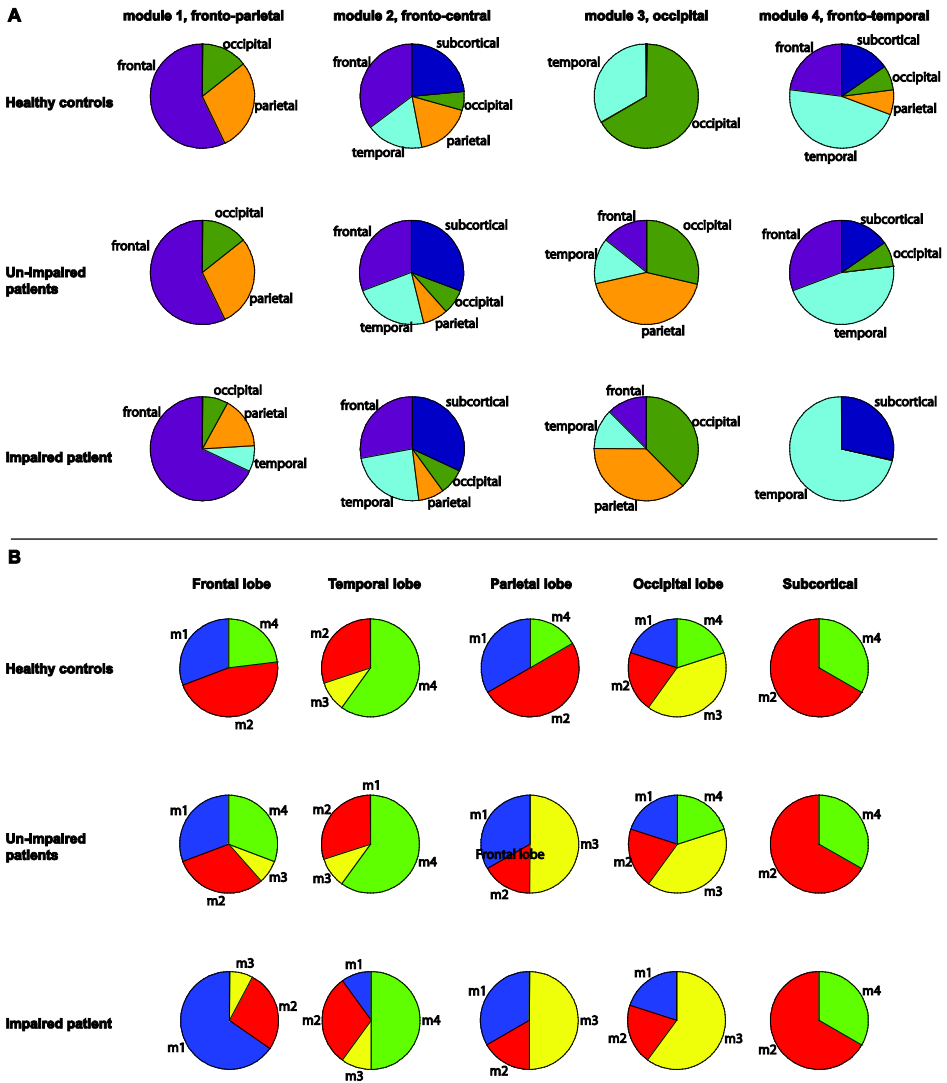 A
module 1, fronto-parietal
module 2, fronto-central
module 3, occipital
module 4, fronto-temporal
Healthy controls
frontal
occipital
parietal
frontal
subcortical
occipital
parietal
temporal
temporal
occipital
frontal
subcortical
occipital
parietal
temporal
Un-impaired
patients
frontal
occipital
parietal
frontal
subcortical
occipital
parietal
temporal
frontal
occipital
temporal
parietal
frontal
subcortical
occipital
temporal
Impaired patient
frontal
occipital
parietal
temporal
frontal
subcortical
occipital
parietal
temporal
frontal
occipital
temporal
parietal
subcortical
temporal
B
Frontal lobe
Temporal lobe
Parietal lobe
Occipital lobe
Subcortical
Healthy controls
m1
m4
m2
m2
m3
m4
m1
m4
m2
m1
m4
m2
m3
m4
m2
Un-impaired
patients
m1
m4
m3
m2
m1
m2
m4
m3
m1
m3
Frontal lobe
m2
m1
m4
m2
m3
m4
m2
Impaired patient
m3
m2
m1
m1
m2
m4
m3
m1
m3
m2
m1
m2
m3
m4
m2